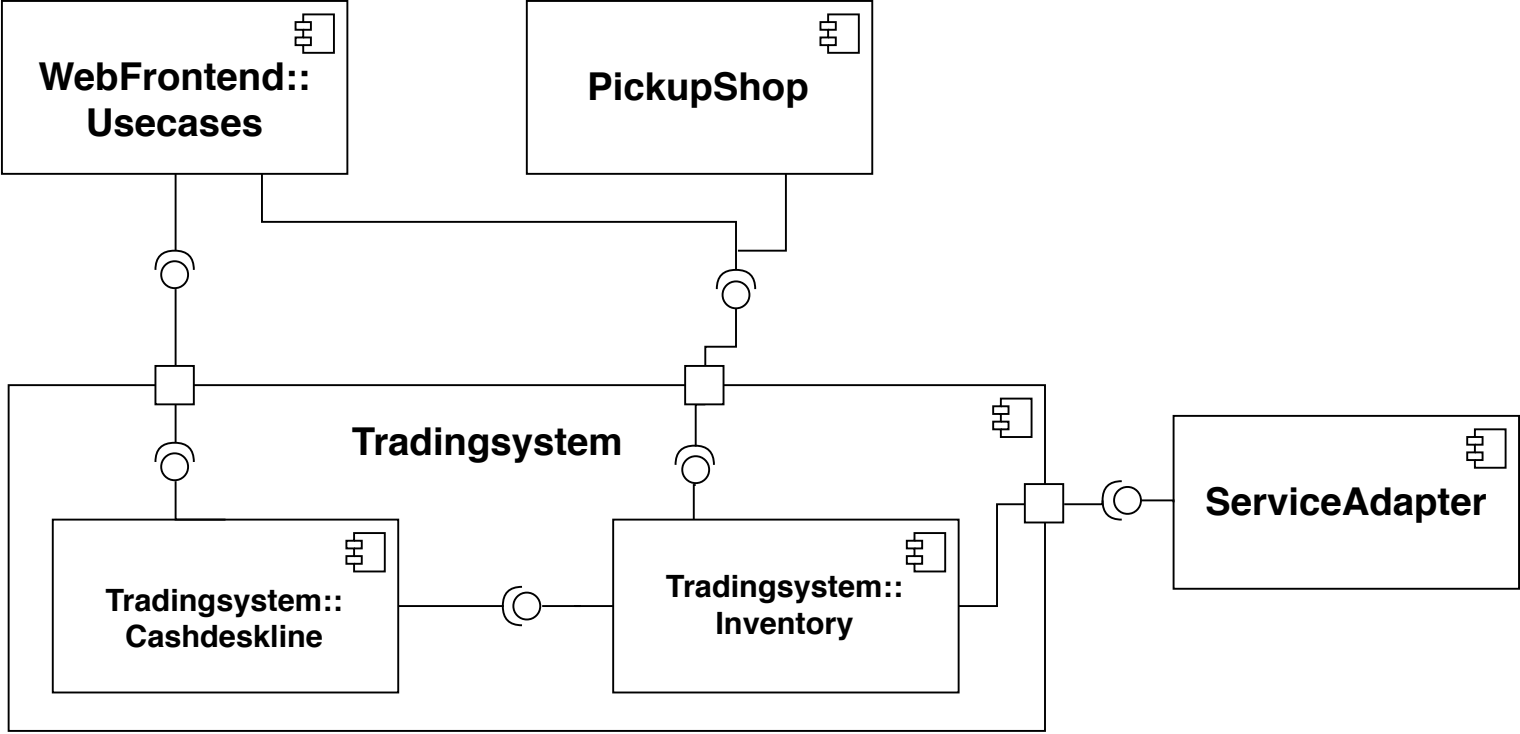 WebFrontend::
Usecases
PickupShop
Tradingsystem
ServiceAdapter
Tradingsystem::
Cashdeskline
Tradingsystem::
Inventory